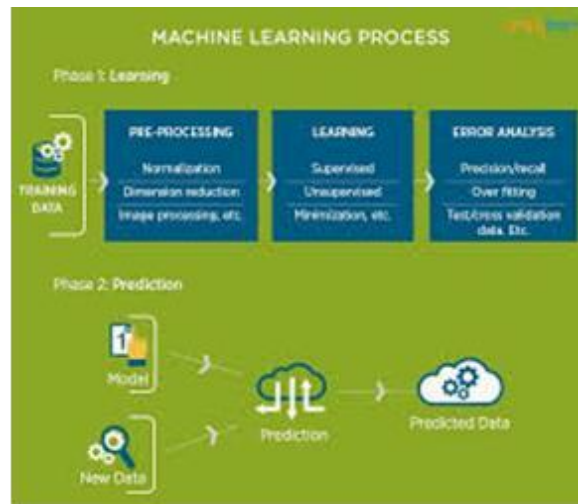 MACHINE LEARNING PROCESS
Phase 1: Learning
TRAINING
DATA
PRE-PROCESSING
Normalization
Dimension reduction
Image processing, etc.
LEARNING
Supervised
Unsupervised
Minimization, etc.
ERROR ANALYSIS
Precision/recall
Over fitting
Test/cross validation
data. Etc.
Phase 2: Prediction
1
Model
New Data
Prediction
Predicted Data